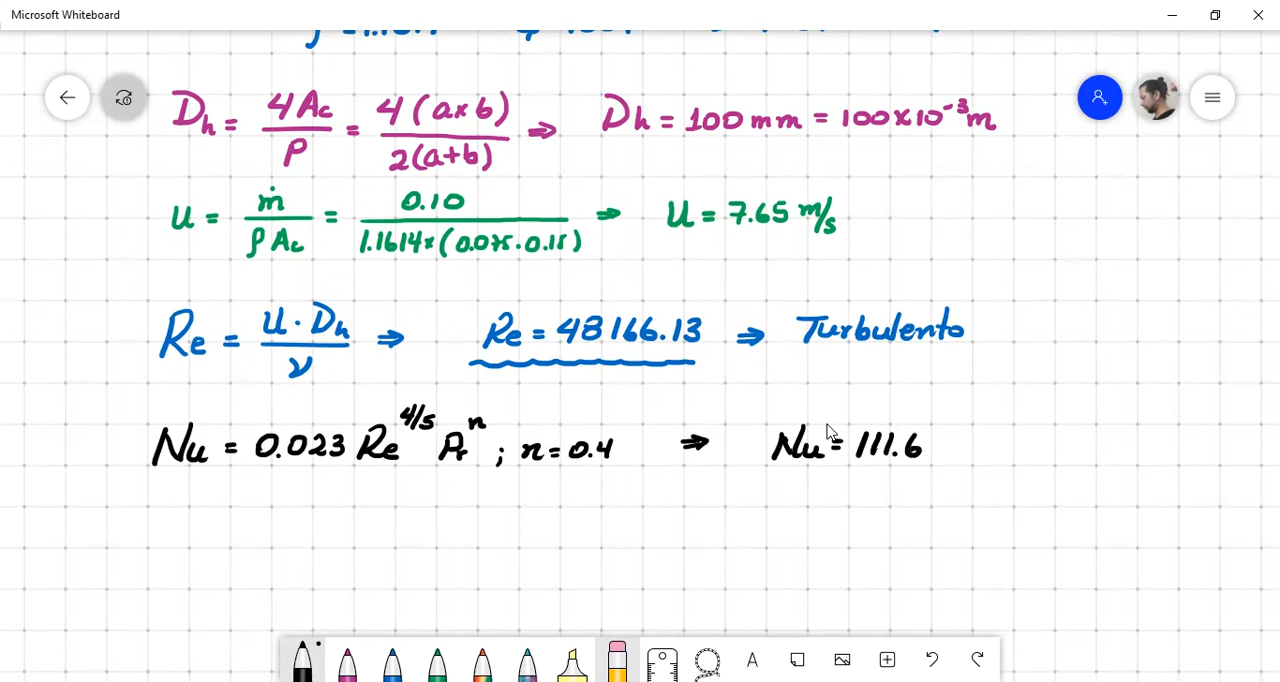 Microsoft Whiteboard
D_h = 4Ac/P = 4(a×b)/2(a+b) ⇒ Dh = 100 mm = 100×10^-3 m
u = ṁ/ρAc = 0.10/1.1614×(0.075·0.15) ⇒ U = 7.65 m/s
Re = U·Dh/ν ⇒ Re = 48166.13 ⇒ Turbulento
Nu = 0.023 Re^4/5 Pr^n ; n = 0.4 ⇒ Nu = 111.6
A